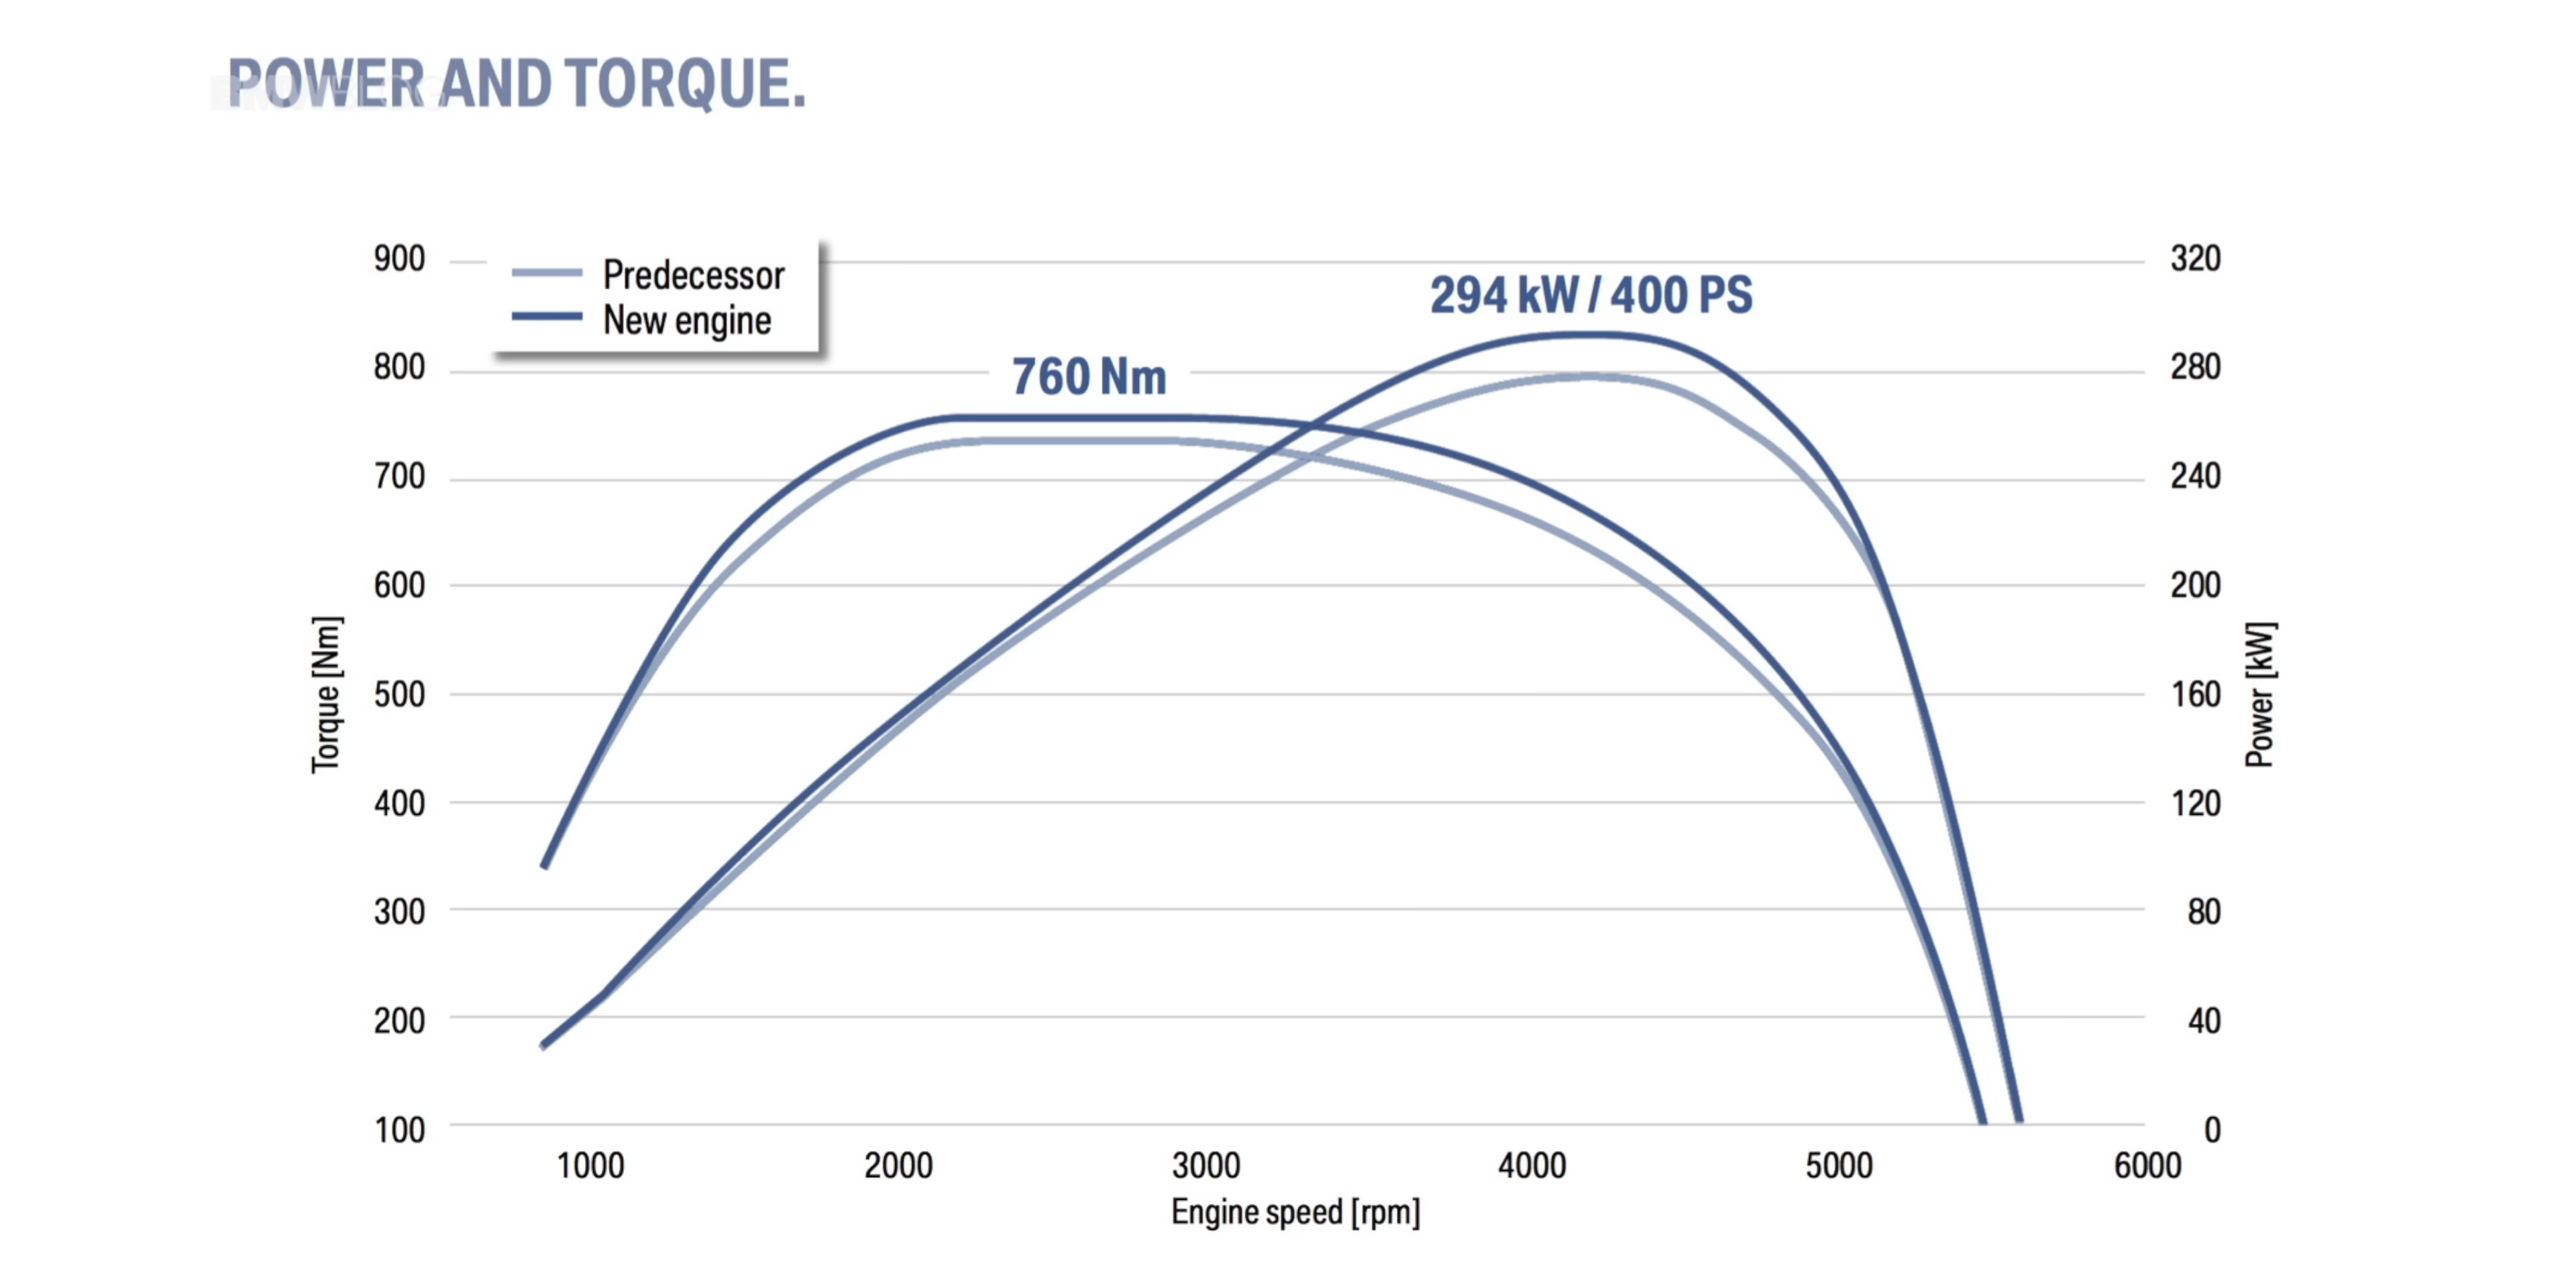 POWER AND TORQUE.
Predecessor
New engine
294 kW / 400 PS
760 Nm
900
800
700
600
500
400
300
200
100
Torque [Nm]
320
280
240
200
160
120
80
40
0
Power [kW]
1000 2000 3000 4000 5000 6000
Engine speed [rpm]